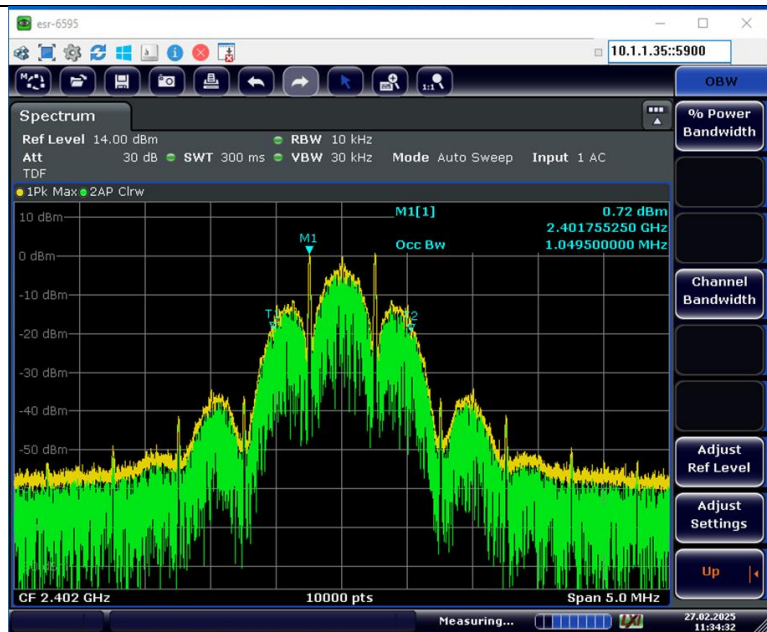 esr-6595
10.1.1.35::5900
1:1
OBW
Spectrum
Ref Level 14.00 dBm RBW 10 kHz
Att 30 dB SWT 300 ms VBW 30 kHz Mode Auto Sweep Input 1 AC
TDF
1Pk Max 2AP Clrw
10 dBm
M1[1] 0.72 dBm
2.401755250 GHz
Occ Bw 1.049500000 MHz
M1
0 dBm
-10 dBm
-20 dBm
-30 dBm
-40 dBm
-50 dBm
CF 2.402 GHz 10000 pts Span 5.0 MHz
Measuring...
27.02.2025
11:34:32
% Power
Bandwidth
Channel
Bandwidth
Adjust
Ref Level
Adjust
Settings
Up